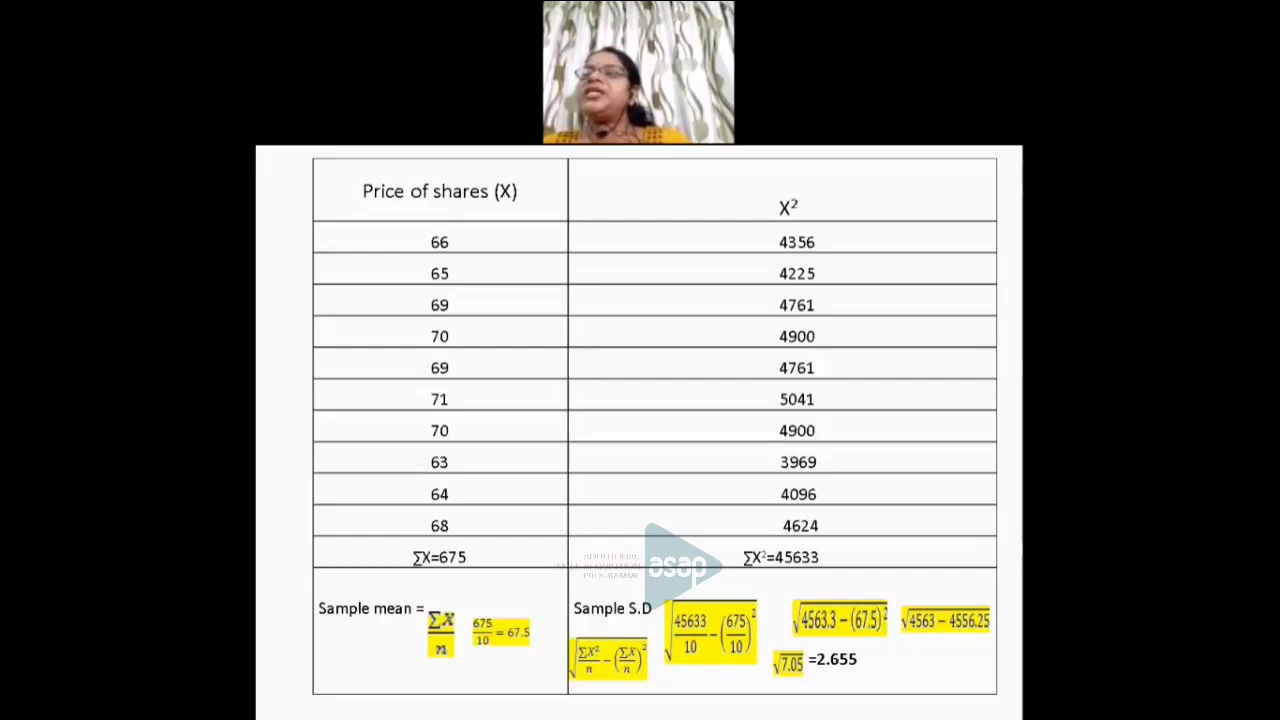 Price of shares (X) X²
66 4356
65 4225
69 4761
70 4900
69 4761
71 5041
70 4900
63 3969
64 4096
68 4624
∑X=675 ∑X²=45633
ADDITIONAL
PROGRAMME
asap
Sample mean = ∑X/n 675/10 = 67.5
Sample S.D √(∑X²/n − (∑X/n)²) √(45633/10 − (675/10)²) √(4563.3 − (67.5)²) √(4563 − 4556.25)
√7.05 =2.655